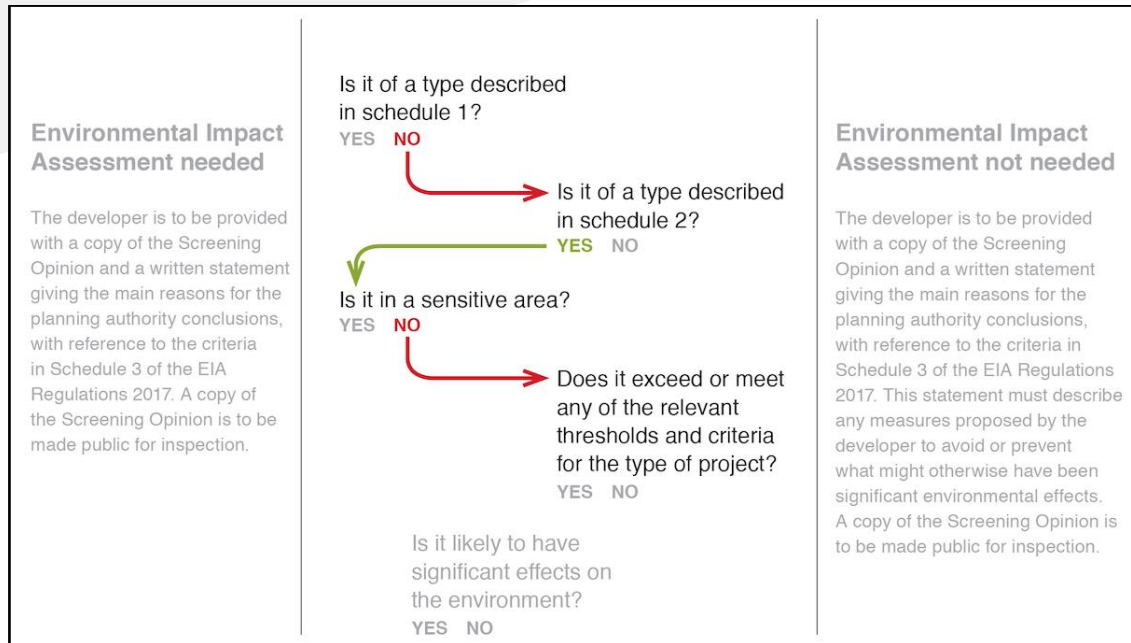 Environmental Impact
Assessment needed
The developer is to be provided
with a copy of the Screening
Opinion and a written statement
giving the main reasons for the
planning authority conclusions,
with reference to the criteria
in Schedule 3 of the EIA
Regulations 2017. A copy of
the Screening Opinion is to be
made public for inspection.
Is it of a type described
in schedule 1?
YES NO
Is it of a type described
in schedule 2?
YES NO
Is it in a sensitive area?
YES NO
Does it exceed or meet
any of the relevant
thresholds and criteria
for the type of project?
YES NO
Is it likely to have
significant effects on
the environment?
YES NO
Environmental Impact
Assessment not needed
The developer is to be provided
with a copy of the Screening
Opinion and a written statement
giving the main reasons for the
planning authority conclusions,
with reference to the criteria in
Schedule 3 of the EIA Regulations
2017. This statement must describe
any measures proposed by the
developer to avoid or prevent
what might otherwise have been
significant environmental effects.
A copy of the Screening Opinion is
to be made public for inspection.